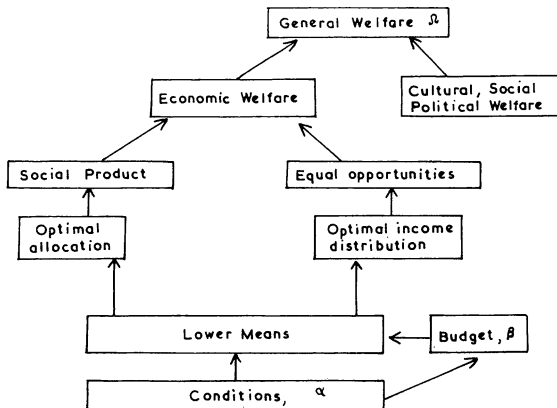 General Welfare Ω
Economic Welfare
Cultural, Social
Political Welfare
Social Product
Equal opportunities
Optimal
allocation
Optimal income
distribution
Lower Means
Budget, β
Conditions, α